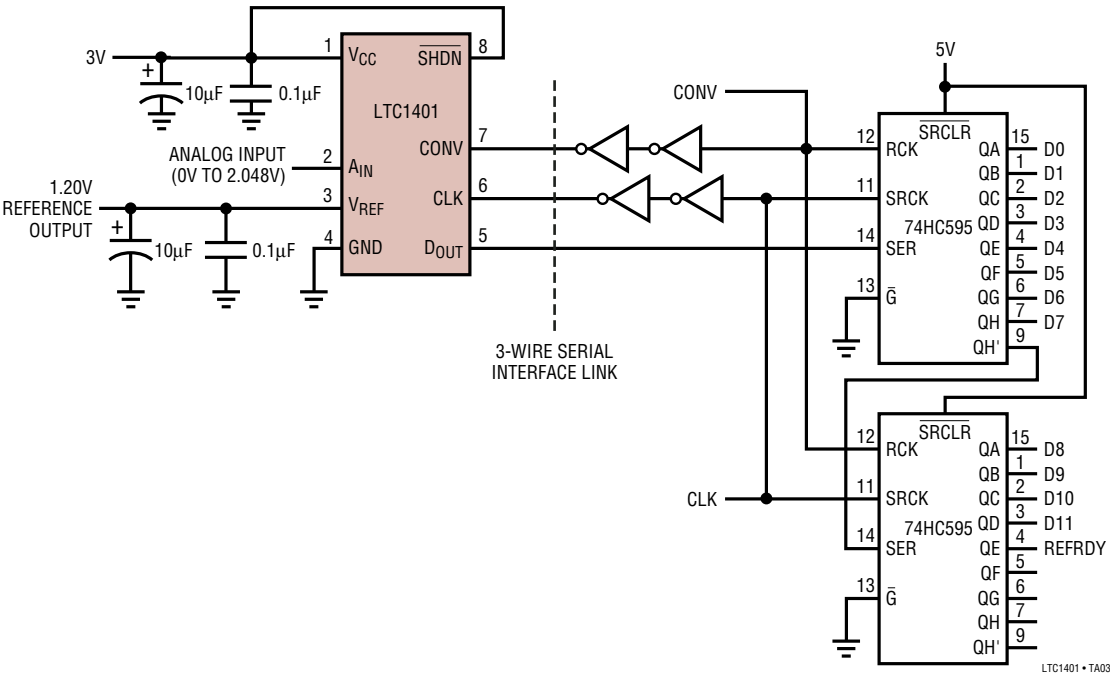 3V
+
10µF
0.1µF
1
VCC
SHDN
8
LTC1401
ANALOG INPUT
(0V TO 2.048V)
2
AIN
CONV
7
1.20V
REFERENCE
OUTPUT
3
VREF
CLK
6
+
10µF
0.1µF
4
GND
DOUT
5
3-WIRE SERIAL
INTERFACE LINK
CONV
CLK
5V
SRCLR
12
RCK
11
SRCK
14
SER
13
G
74HC595
QA
15
D0
QB
1
D1
QC
2
D2
QD
3
D3
QE
4
D4
QF
5
D5
QG
6
D6
QH
7
D7
QH'
9
SRCLR
12
RCK
11
SRCK
14
SER
13
G
74HC595
QA
15
D8
QB
1
D9
QC
2
D10
QD
3
D11
QE
4
REFRDY
QF
5
QG
6
QH
7
QH'
9
LTC1401 • TA03